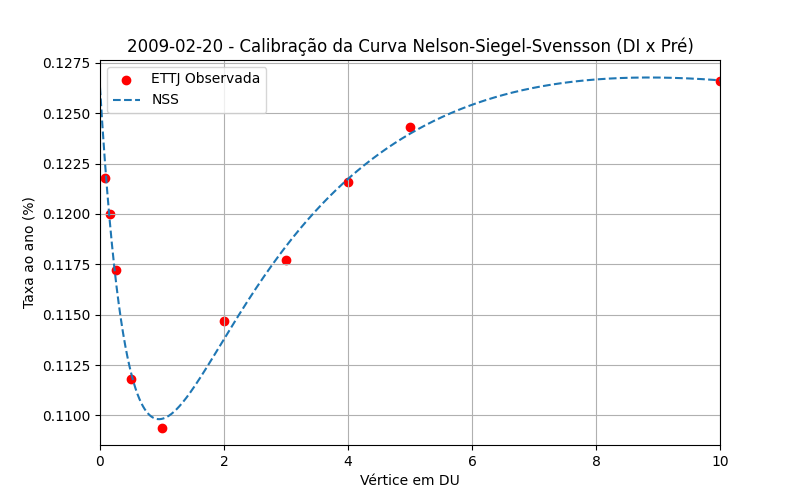 2009-02-20 - Calibração da Curva Nelson-Siegel-Svensson (DI x Pré)
0.1275
ETTJ Observada
NSS
0.1250
0.1225
0.1200
0.1175
0.1150
0.1125
0.1100
Taxa ao ano (%)
0 2 4 6 8 10
Vértice em DU